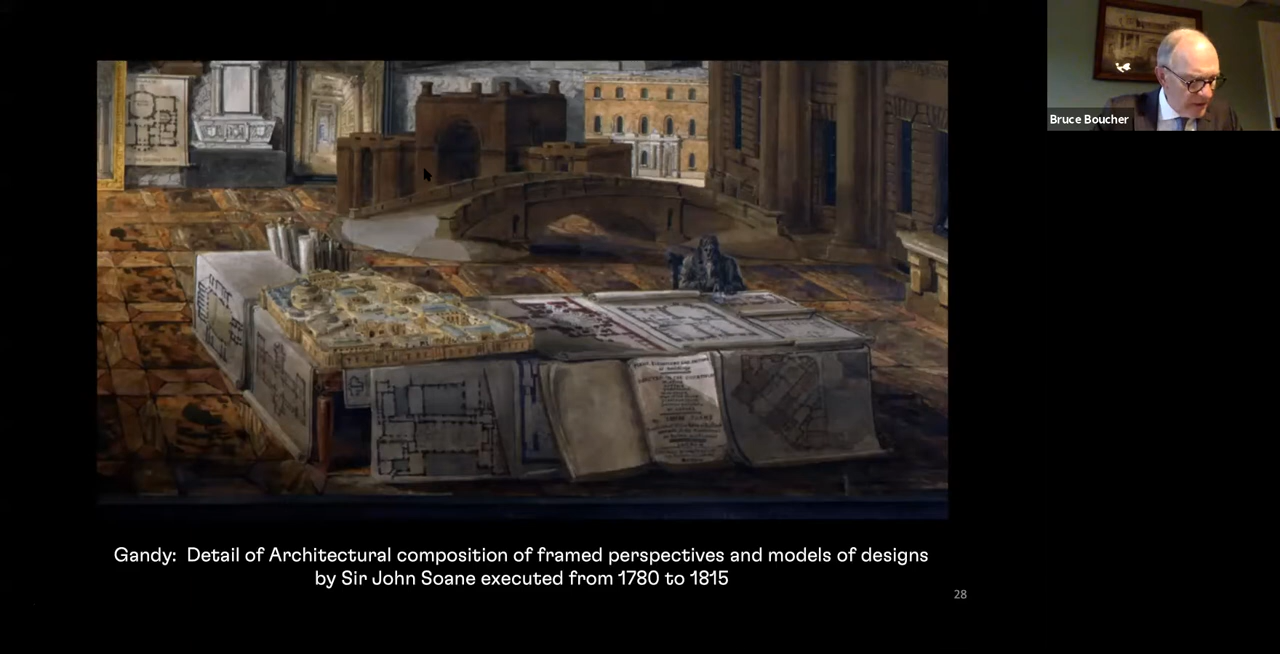 Bruce Boucher
Gandy: Detail of Architectural composition of framed perspectives and models of designs
by Sir John Soane executed from 1780 to 1815
28